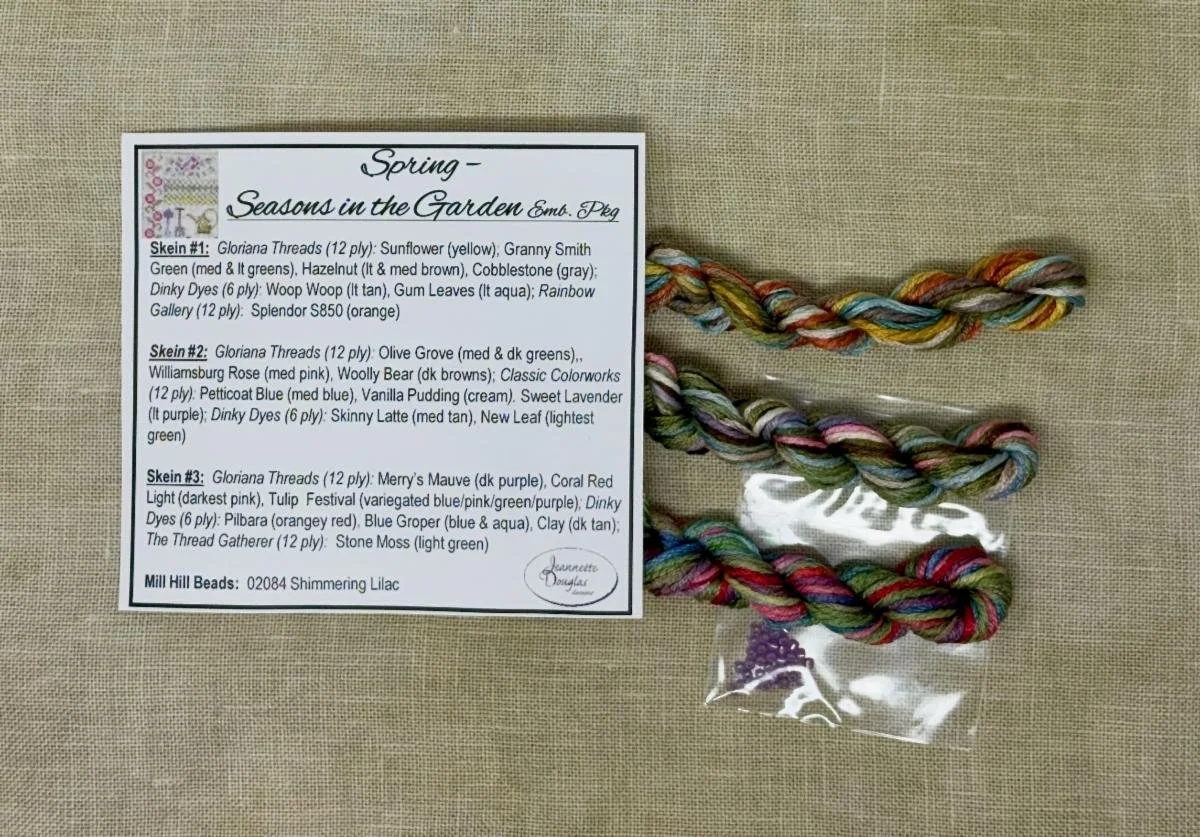 Spring –
Seasons in the Garden Emb. Pkg
Skein #1: Gloriana Threads (12 ply): Sunflower (yellow), Granny Smith
Green (med & lt greens), Hazelnut (lt & med brown), Cobblestone (gray);
Dinky Dyes (6 ply): Woop Woop (lt tan), Gum Leaves (lt aqua); Rainbow
Gallery (12 ply): Splendor S850 (orange)
Skein #2: Gloriana Threads (12 ply): Olive Grove (med & dk greens),,
Williamsburg Rose (med pink), Woolly Bear (dk browns); Classic Colorworks
(12 ply): Petticoat Blue (med blue), Vanilla Pudding (cream). Sweet Lavender
(lt purple); Dinky Dyes (6 ply): Skinny Latte (med tan), New Leaf (lightest
green)
Skein #3: Gloriana Threads (12 ply): Merry's Mauve (dk purple), Coral Red
Light (darkest pink), Tulip Festival (variegated blue/pink/green/purple); Dinky
Dyes (6 ply): Pilbara (orangey red), Blue Groper (blue & aqua), Clay (dk tan);
The Thread Gatherer (12 ply): Stone Moss (light green)
Mill Hill Beads: 02084 Shimmering Lilac
Jeannette
Douglas
designs